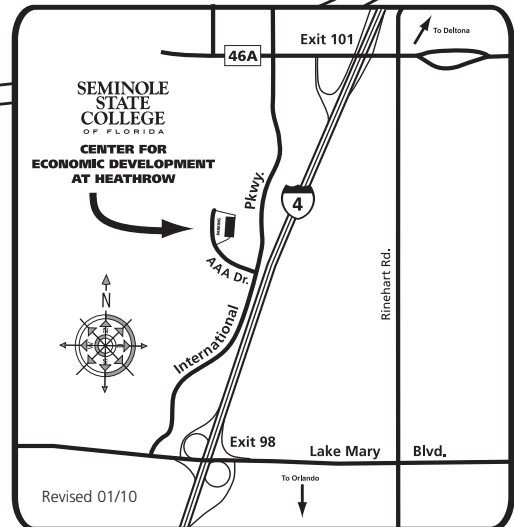 To Deltona
Exit 101
46A
SEMINOLE
STATE
COLLEGE
OF FLORIDA
CENTER FOR
ECONOMIC DEVELOPMENT
AT HEATHROW
Pkwy.
4
PARKING
AAA Dr.
Rinehart Rd.
N
International
Exit 98
Lake Mary Blvd.
To Orlando
Revised 01/10